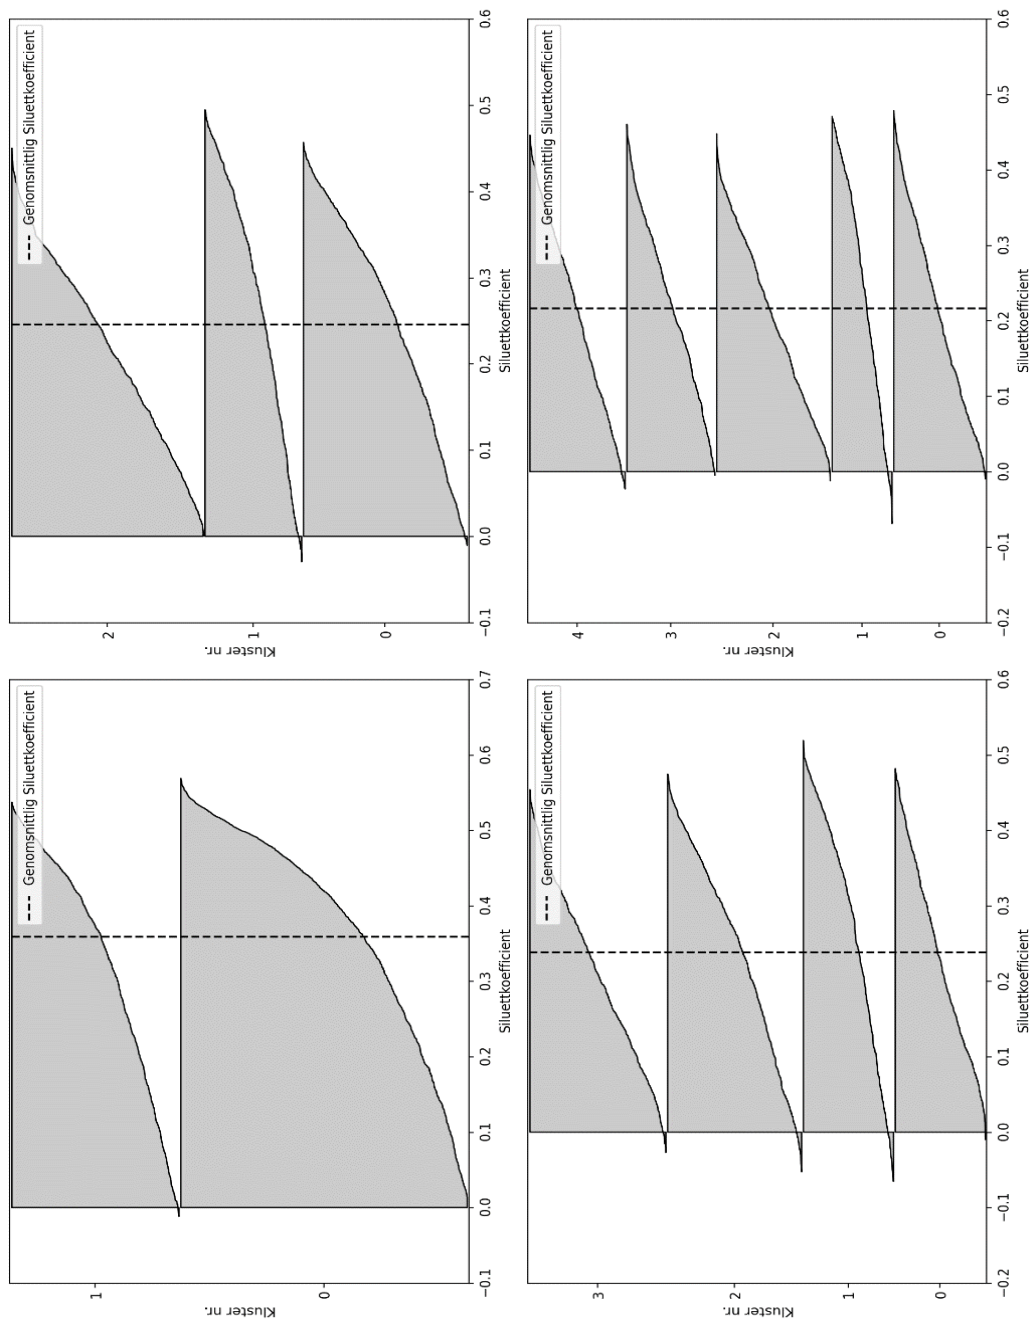 Genomsnittlig Siluettkoefficient
Kluster nr.
1
0
−0.1 0.0 0.1 0.2 0.3 0.4 0.5 0.6 0.7
Siluettkoefficient
Genomsnittlig Siluettkoefficient
Kluster nr.
2
1
0
−0.1 0.0 0.1 0.2 0.3 0.4 0.5 0.6
Siluettkoefficient
Genomsnittlig Siluettkoefficient
Kluster nr.
3
2
1
0
−0.2 −0.1 0.0 0.1 0.2 0.3 0.4 0.5 0.6
Siluettkoefficient
Genomsnittlig Siluettkoefficient
Kluster nr.
4
3
2
1
0
−0.2 −0.1 0.0 0.1 0.2 0.3 0.4 0.5 0.6
Siluettkoefficient